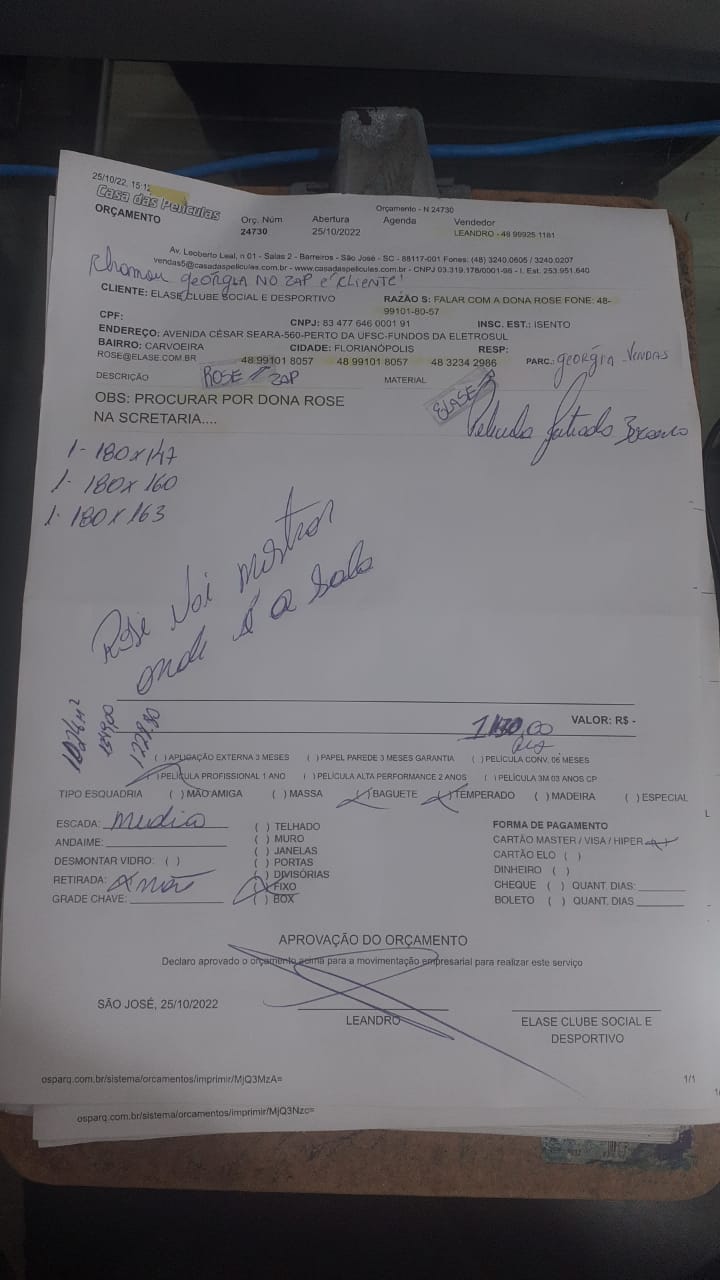 25/10/22, 15:12
Orçamento - N 24730
Casa das Películas
ORÇAMENTO
Orç. Núm Abertura Agenda Vendedor
24730 25/10/2022 LEANDRO - 48 99925 1181
Av. Leoberto Leal, n 01 - Salas 2 - Barreiros - São José - SC - 88117-001 Fones: (48) 3240.0605 / 3240.0207
vendas5@casadaspeliculas.com.br - www.casadaspeliculas.com.br - CNPJ 03.319.178/0001-98 - I. Est. 253.951.640
Chamou GEORGIA NO ZAP é CLIENTE!
CLIENTE: ELASE CLUBE SOCIAL E DESPORTIVO RAZÃO S: FALAR COM A DONA ROSE FONE: 48-
99101-80-57
CPF: CNPJ: 83 477 646 0001 91 INSC. EST.: ISENTO
ENDEREÇO: AVENIDA CÉSAR SEARA-560-PERTO DA UFSC-FUNDOS DA ELETROSUL
BAIRRO: CARVOEIRA CIDADE: FLORIANÓPOLIS RESP:
ROSE@ELASE.COM.BR 48 99101 8057 48 99101 8057 48 3234 2986 PARC.: georgia Vendas
DESCRIÇÃO ROSE ZAP MATERIAL ELASE
OBS: PROCURAR POR DONA ROSE
NA SCRETARIA....
Pelicula Jatiado Branco
1- 180x147
1- 180x160
1- 180x163
Rose vai mostrar
onde é a sala
VALOR: R$ -
( ) APLICAÇÃO EXTERNA 3 MESES ( ) PAPEL PAREDE 3 MESES GARANTIA ( ) PELÍCULA CONV. 06 MESES
( ) PELÍCULA PROFISSIONAL 1 ANO ( ) PELÍCULA ALTA PERFORMANCE 2 ANOS ( ) PELÍCULA 3M 03 ANOS CP
TIPO ESQUADRIA ( ) MÃO AMIGA ( ) MASSA ( ) BAGUETE ( ) TEMPERADO ( ) MADEIRA ( ) ESPECIAL
ESCADA: media
ANDAIME:
DESMONTAR VIDRO: ( )
RETIRADA: X não
GRADE CHAVE:
( ) TELHADO
( ) MURO
( ) JANELAS
( ) PORTAS
( ) DIVISÓRIAS
( ) FIXO
( ) BOX
FORMA DE PAGAMENTO
CARTÃO MASTER / VISA / HIPER
CARTÃO ELO ( )
DINHEIRO ( )
CHEQUE ( ) QUANT. DIAS:
BOLETO ( ) QUANT. DIAS
APROVAÇÃO DO ORÇAMENTO
Declaro aprovado o orçamento acima para a movimentação empresarial para realizar este serviço
SÃO JOSÉ, 25/10/2022
LEANDRO
ELASE CLUBE SOCIAL E
DESPORTIVO
osparq.com.br/sistema/orcamentos/imprimir/MjQ3MzA= 1/1
osparq.com.br/sistema/orcamentos/imprimir/MjQ3Nzc=